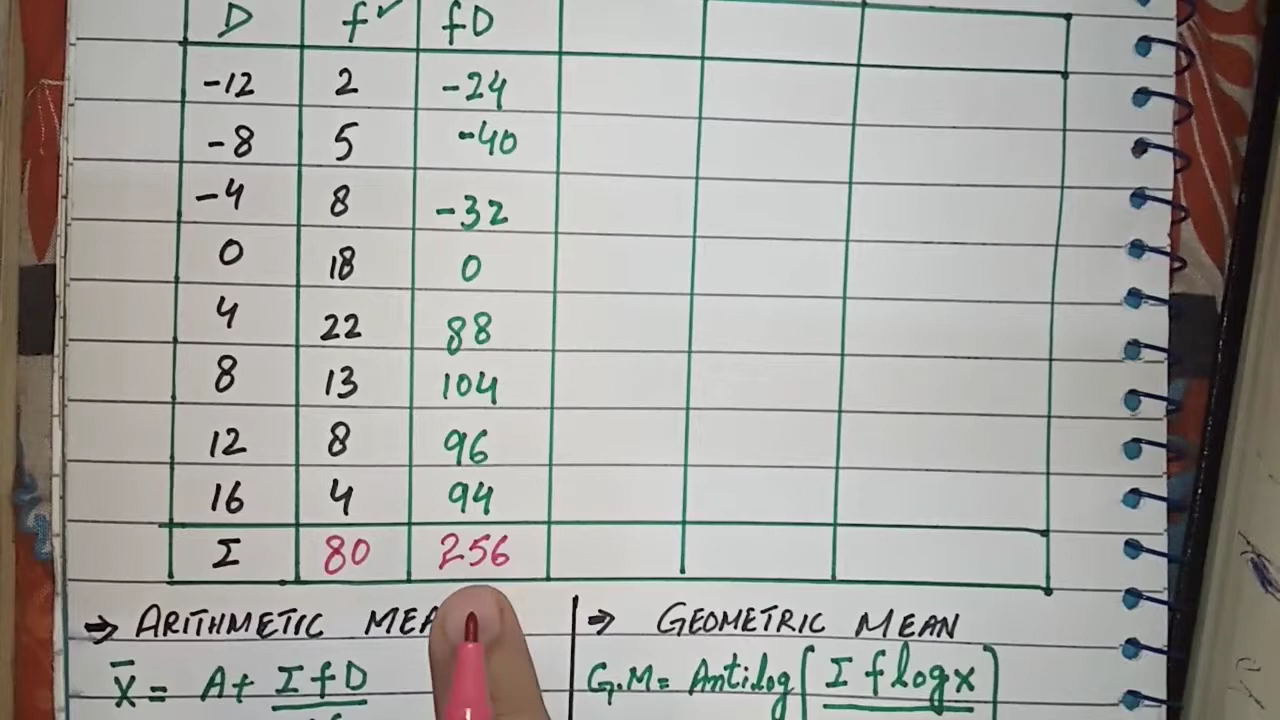 D f✓ fD
-12 2 -24
-8 5 -40
-4 8 -32
0 18 0
4 22 88
8 13 104
12 8 96
16 4 94
Σ 80 256
⇒ ARITHMETIC MEA ⇒ GEOMETRIC MEAN
X̄ = A+ ΣfD G.M = Antilog [Σ f log x]